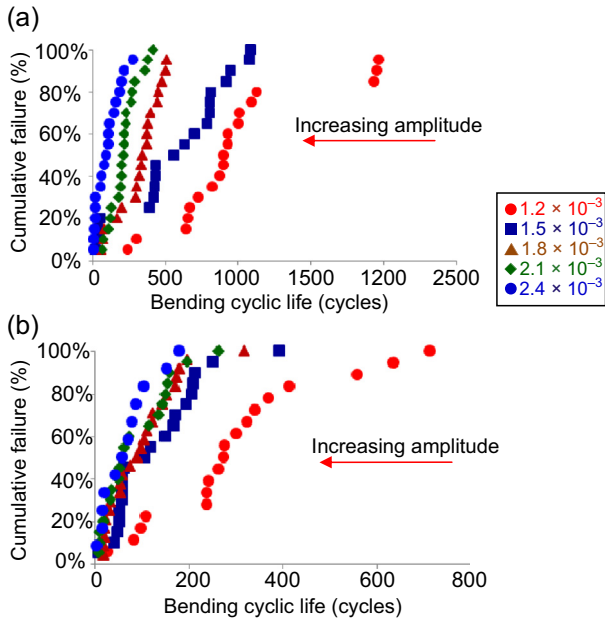 (a)
Cumulative failure (%)
100%
80%
60%
40%
20%
0%
Increasing amplitude
0 500 1000 1500 1200 2500
Bending cyclic life (cycles)
1.2 × 10−3
1.5 × 10−3
1.8 × 10−3
2.1 × 10−3
2.4 × 10−3
(b)
Cumulative failure (%)
100%
80%
60%
40%
20%
0%
Increasing amplitude
0 200 400 600 800
Bending cyclic life (cycles)